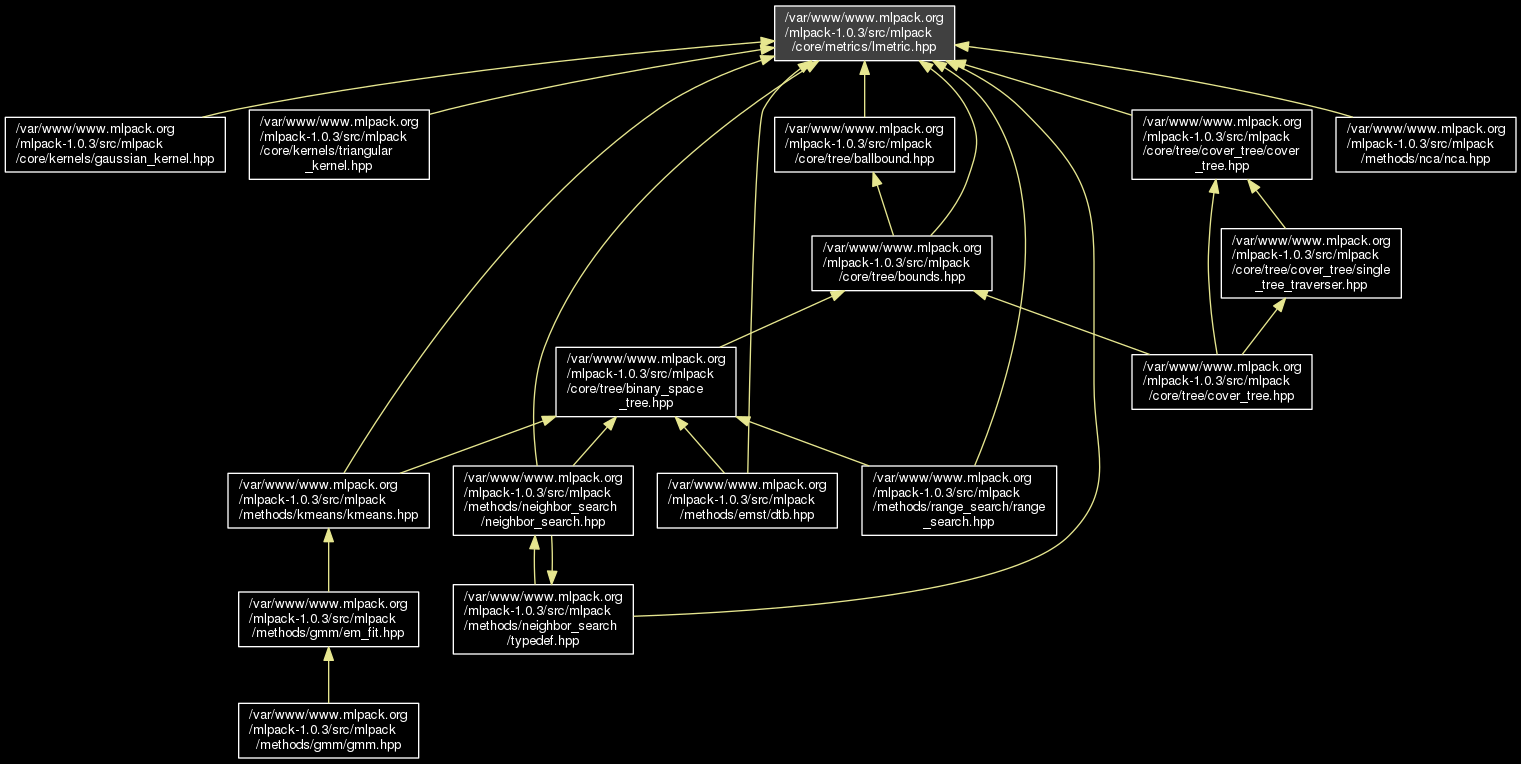 /var/www/www.mlpack.org
/mlpack-1.0.3/src/mlpack
/core/metrics/lmetric.hpp
/var/www/www.mlpack.org
/mlpack-1.0.3/src/mlpack
/core/kernels/gaussian_kernel.hpp
/var/www/www.mlpack.org
/mlpack-1.0.3/src/mlpack
/core/kernels/triangular
_kernel.hpp
/var/www/www.mlpack.org
/mlpack-1.0.3/src/mlpack
/core/tree/ballbound.hpp
/var/www/www.mlpack.org
/mlpack-1.0.3/src/mlpack
/core/tree/cover_tree/cover
_tree.hpp
/var/www/www.mlpack.org
/mlpack-1.0.3/src/mlpack
/methods/nca/nca.hpp
/var/www/www.mlpack.org
/mlpack-1.0.3/src/mlpack
/core/tree/bounds.hpp
/var/www/www.mlpack.org
/mlpack-1.0.3/src/mlpack
/core/tree/cover_tree/single
_tree_traverser.hpp
/var/www/www.mlpack.org
/mlpack-1.0.3/src/mlpack
/core/tree/binary_space
_tree.hpp
/var/www/www.mlpack.org
/mlpack-1.0.3/src/mlpack
/core/tree/cover_tree.hpp
/var/www/www.mlpack.org
/mlpack-1.0.3/src/mlpack
/methods/kmeans/kmeans.hpp
/var/www/www.mlpack.org
/mlpack-1.0.3/src/mlpack
/methods/neighbor_search
/neighbor_search.hpp
/var/www/www.mlpack.org
/mlpack-1.0.3/src/mlpack
/methods/emst/dtb.hpp
/var/www/www.mlpack.org
/mlpack-1.0.3/src/mlpack
/methods/range_search/range
_search.hpp
/var/www/www.mlpack.org
/mlpack-1.0.3/src/mlpack
/methods/gmm/em_fit.hpp
/var/www/www.mlpack.org
/mlpack-1.0.3/src/mlpack
/methods/neighbor_search
/typedef.hpp
/var/www/www.mlpack.org
/mlpack-1.0.3/src/mlpack
/methods/gmm/gmm.hpp